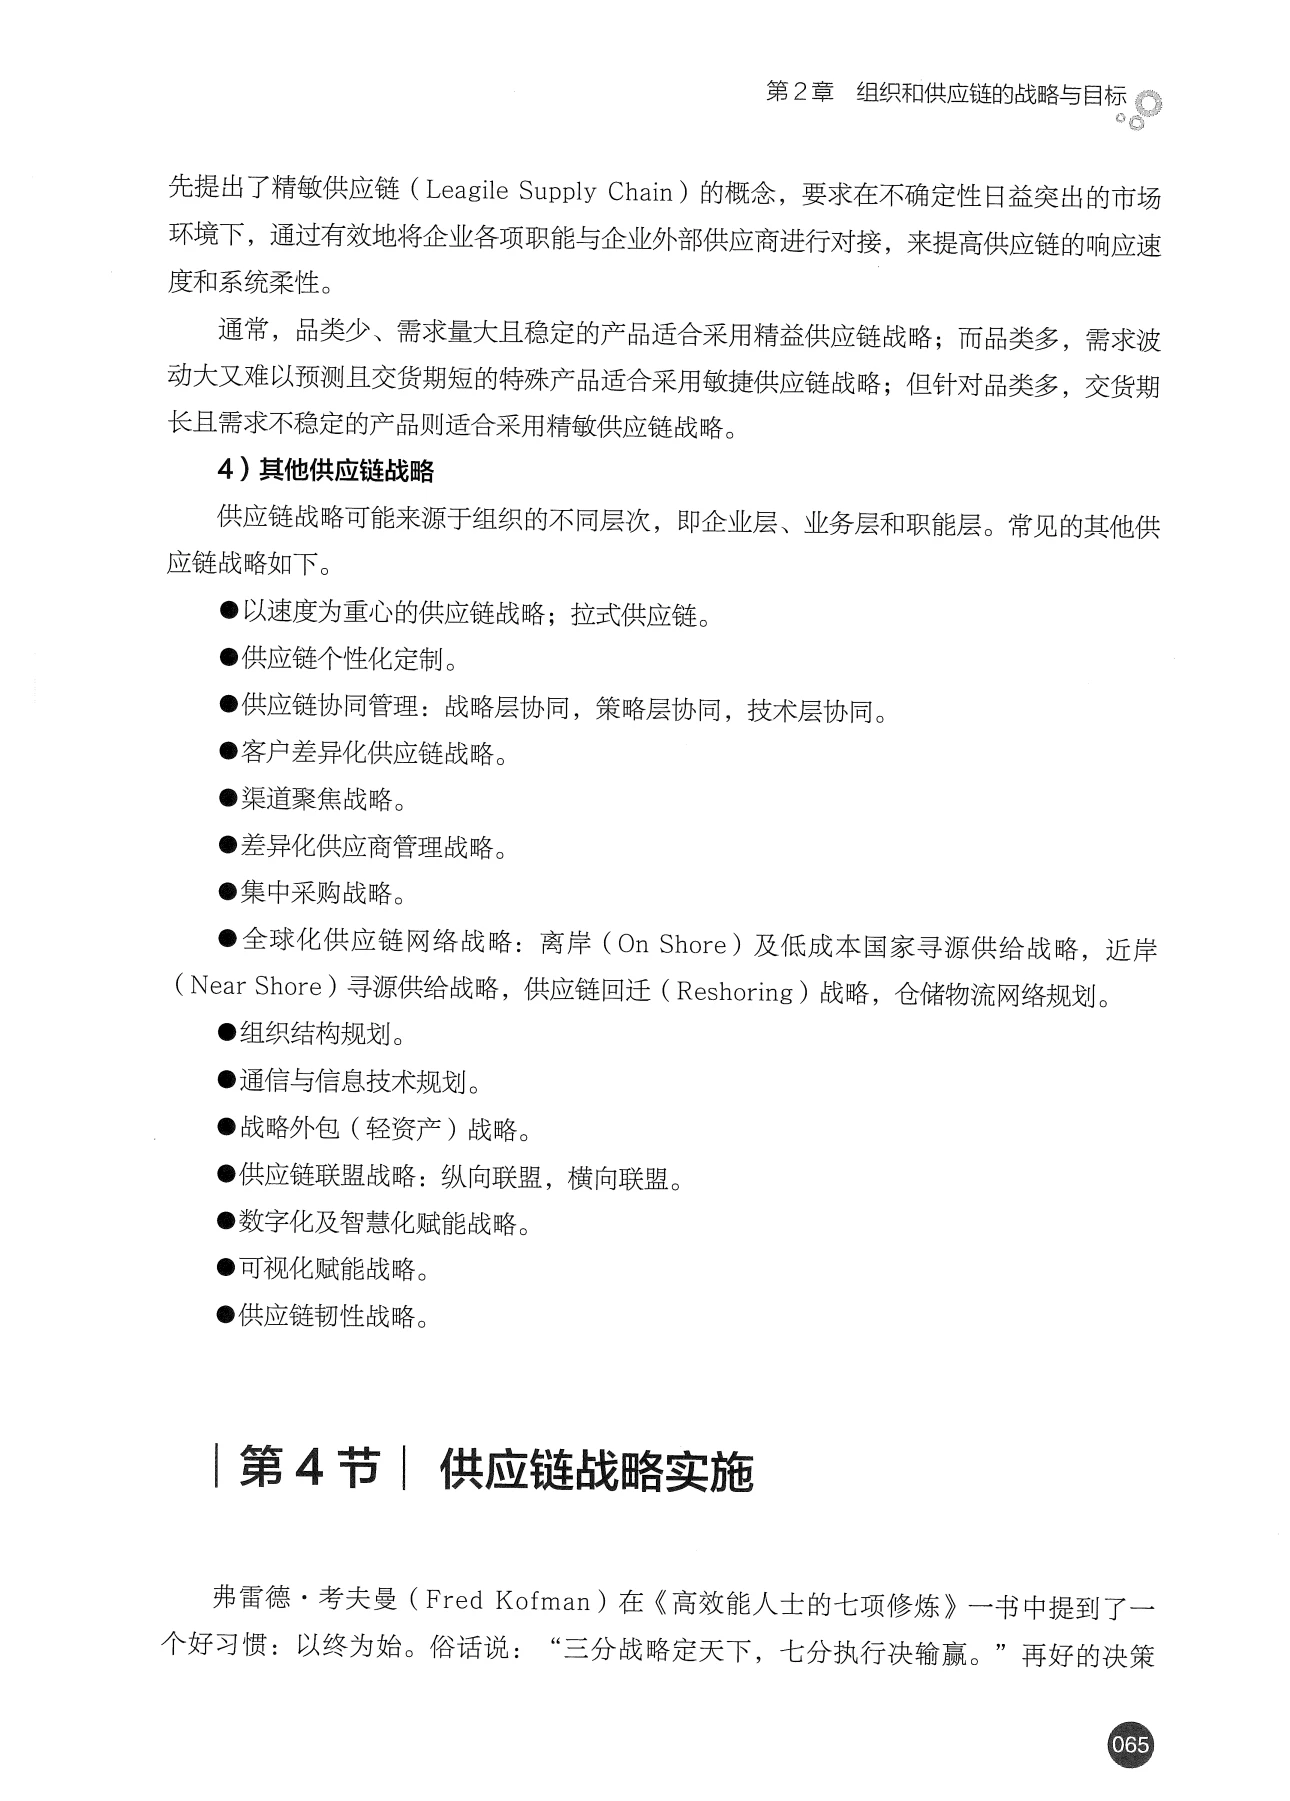 第2章 组织和供应链的战略与目标
先提出了精敏供应链（Leagile Supply Chain）的概念，要求在不确定性日益突出的市场
环境下，通过有效地将企业各项职能与企业外部供应商进行对接，来提高供应链的响应速
度和系统柔性。
通常，品类少、需求量大且稳定的产品适合采用精益供应链战略；而品类多，需求波
动大又难以预测且交货期短的特殊产品适合采用敏捷供应链战略；但针对品类多，交货期
长且需求不稳定的产品则适合采用精敏供应链战略。
4）其他供应链战略
供应链战略可能来源于组织的不同层次，即企业层、业务层和职能层。常见的其他供
应链战略如下。
●以速度为重心的供应链战略；拉式供应链。
●供应链个性化定制。
●供应链协同管理：战略层协同，策略层协同，技术层协同。
●客户差异化供应链战略。
●渠道聚焦战略。
●差异化供应商管理战略。
●集中采购战略。
●全球化供应链网络战略：离岸（On Shore）及低成本国家寻源供给战略，近岸
（Near Shore）寻源供给战略，供应链回迁（Reshoring）战略，仓储物流网络规划。
●组织结构规划。
●通信与信息技术规划。
●战略外包（轻资产）战略。
●供应链联盟战略：纵向联盟，横向联盟。
●数字化及智慧化赋能战略。
●可视化赋能战略。
●供应链韧性战略。
｜第4节｜ 供应链战略实施
弗雷德·考夫曼（Fred Kofman）在《高效能人士的七项修炼》一书中提到了一
个好习惯：以终为始。俗话说：“三分战略定天下，七分执行决输赢。”再好的决策
065